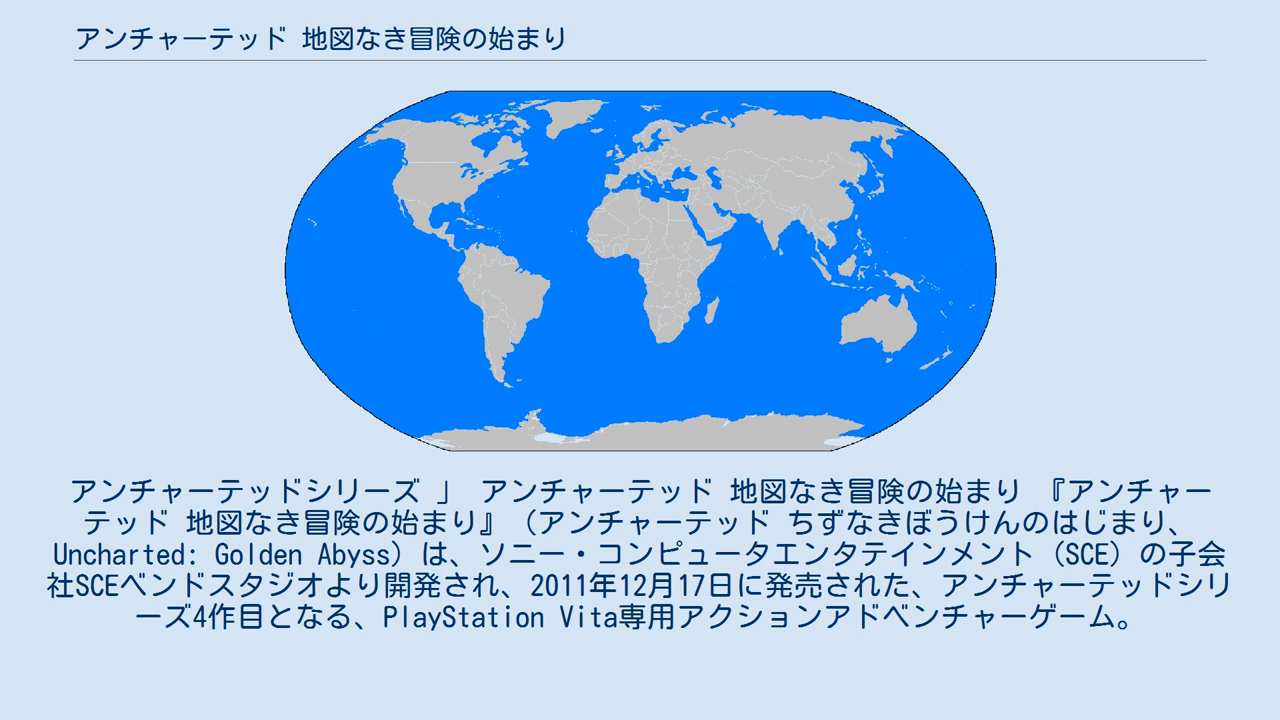 アンチャーテッド 地図なき冒険の始まり
アンチャーテッドシリーズ 」 アンチャーテッド 地図なき冒険の始まり 『アンチャー
テッド 地図なき冒険の始まり』（アンチャーテッド ちずなきぼうけんのはじまり、
Uncharted: Golden Abyss）は、ソニー・コンピュータエンタテインメント（SCE）の子会
社SCEベンドスタジオより開発され、2011年12月17日に発売された、アンチャーテッドシリ
ーズ4作目となる、PlayStation Vita専用アクションアドベンチャーゲーム。